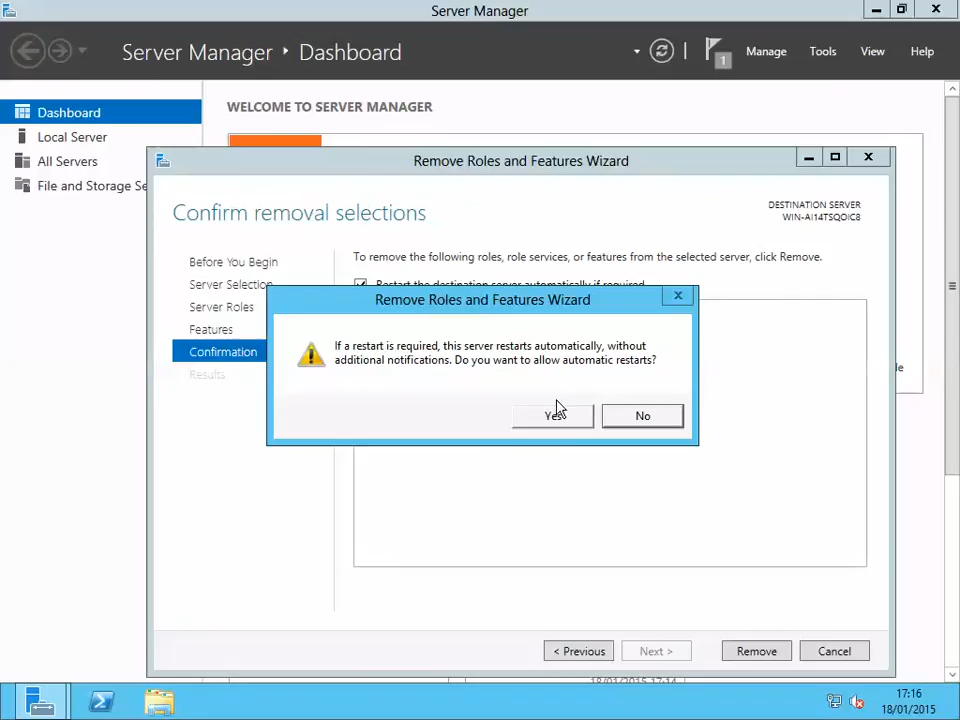 Server Manager
Server Manager ‣ Dashboard
1
Manage
Tools
View
Help
Dashboard
Local Server
All Servers
File and Storage Se
WELCOME TO SERVER MANAGER
Remove Roles and Features Wizard
Confirm removal selections
DESTINATION SERVER
WIN-AI14TSQOIC8
Before You Begin
Server Selection
Server Roles
Features
Confirmation
Results
To remove the following roles, role services, or features from the selected server, click Remove.
Restart the destination server automatically if required
Remove Roles and Features Wizard
If a restart is required, this server restarts automatically, without
additional notifications. Do you want to allow automatic restarts?
Yes
No
< Previous
Next >
Remove
Cancel
18/01/2015 17:14
17:16
18/01/2015